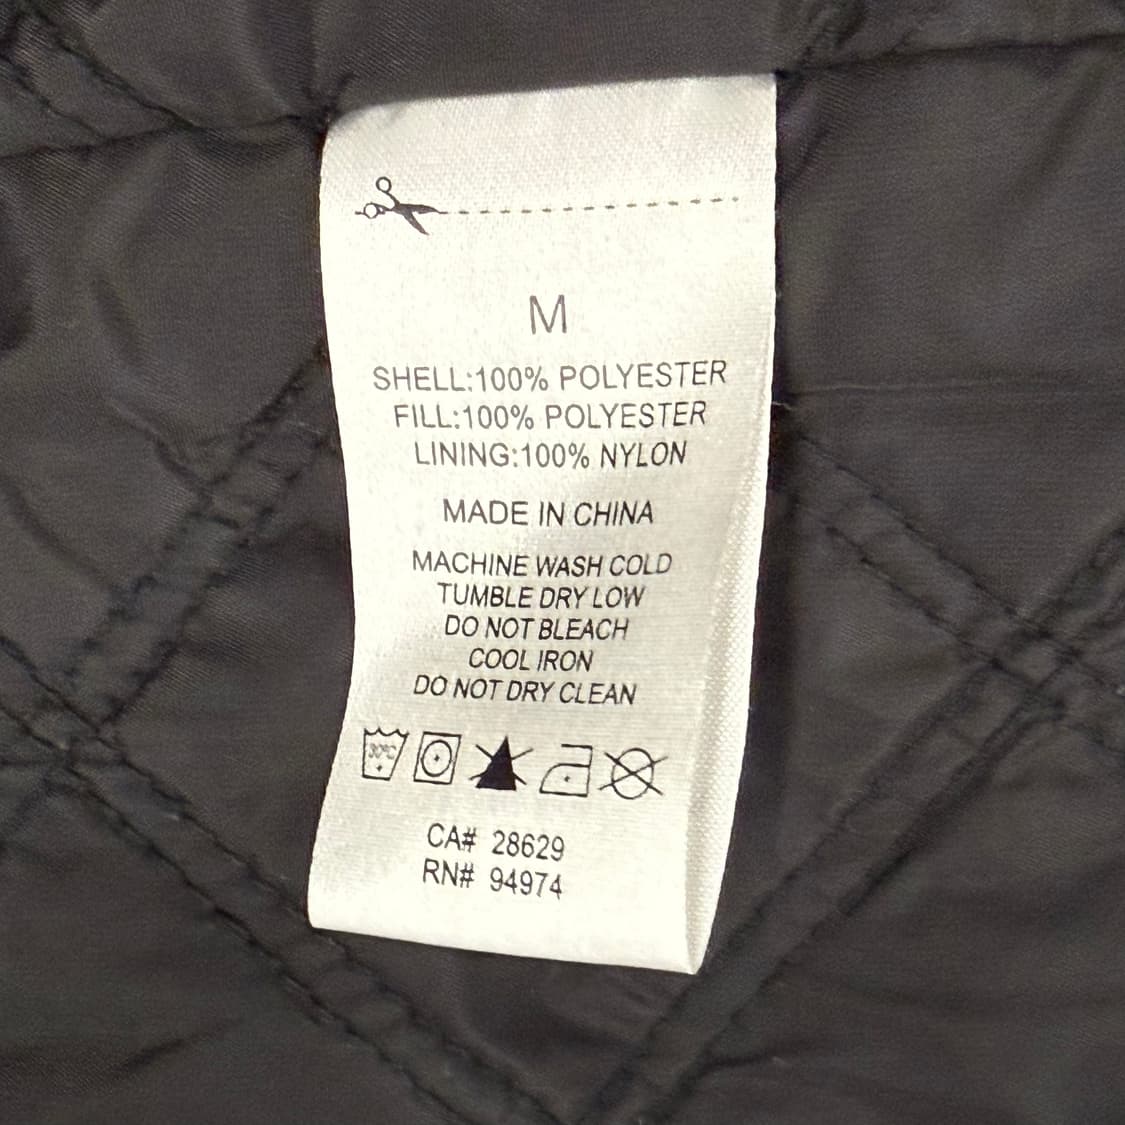 M
SHELL:100% POLYESTER
FILL:100% POLYESTER
LINING:100% NYLON
MADE IN CHINA
MACHINE WASH COLD
TUMBLE DRY LOW
DO NOT BLEACH
COOL IRON
DO NOT DRY CLEAN
30°C
CA# 28629
RN# 94974